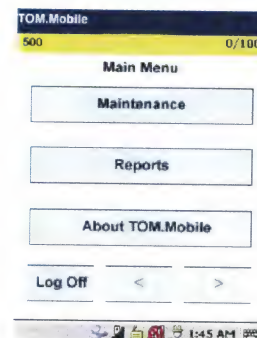 TOM.Mobile
500 0/100
Main Menu
Maintenance
Reports
About TOM.Mobile
Log Off < >
1:45 AM